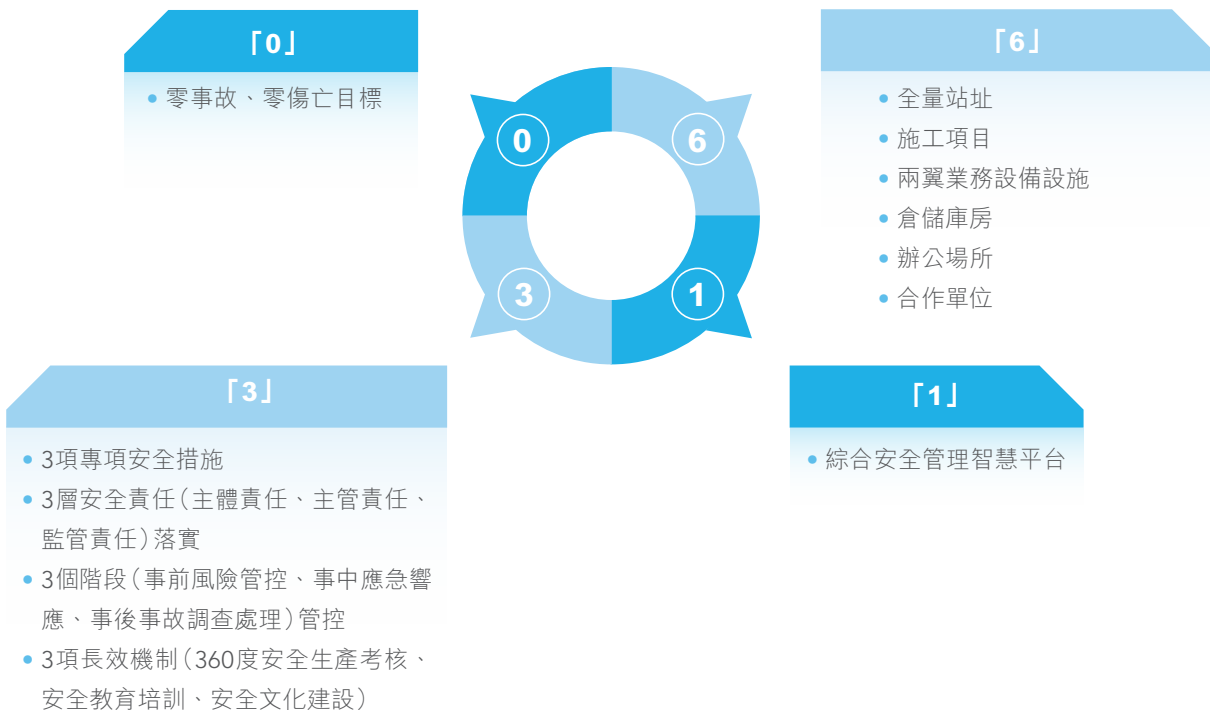 「0」
• 零事故、零傷亡目標
「6」
• 全量站址
• 施工項目
• 兩翼業務設備設施
• 倉儲庫房
• 辦公場所
• 合作單位
0
6
3
1
「3」
• 3項專項安全措施
• 3層安全責任（主體責任、主管責任、
監管責任）落實
• 3個階段（事前風險管控、事中應急響
應、事後事故調查處理）管控
• 3項長效機制（360度安全生產考核、
安全教育培訓、安全文化建設）
「1」
• 綜合安全管理智慧平台